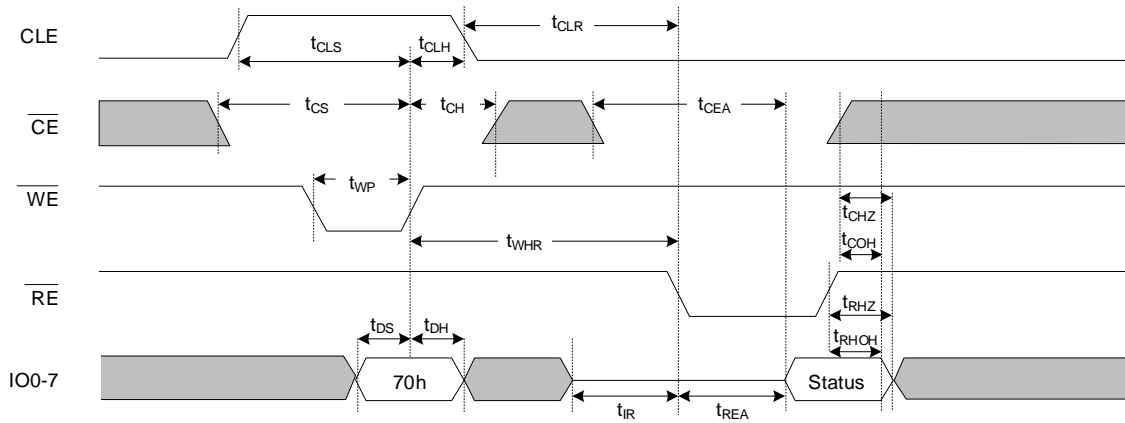 CLE
tCLR
tCLS
tCLH
CE
tCS
tCH
tCEA
WE
tWP
tCHZ
tWHR
tCOH
RE
tRHZ
tDS
tDH
tRHOH
IO0-7
70h
Status
tIR
tREA